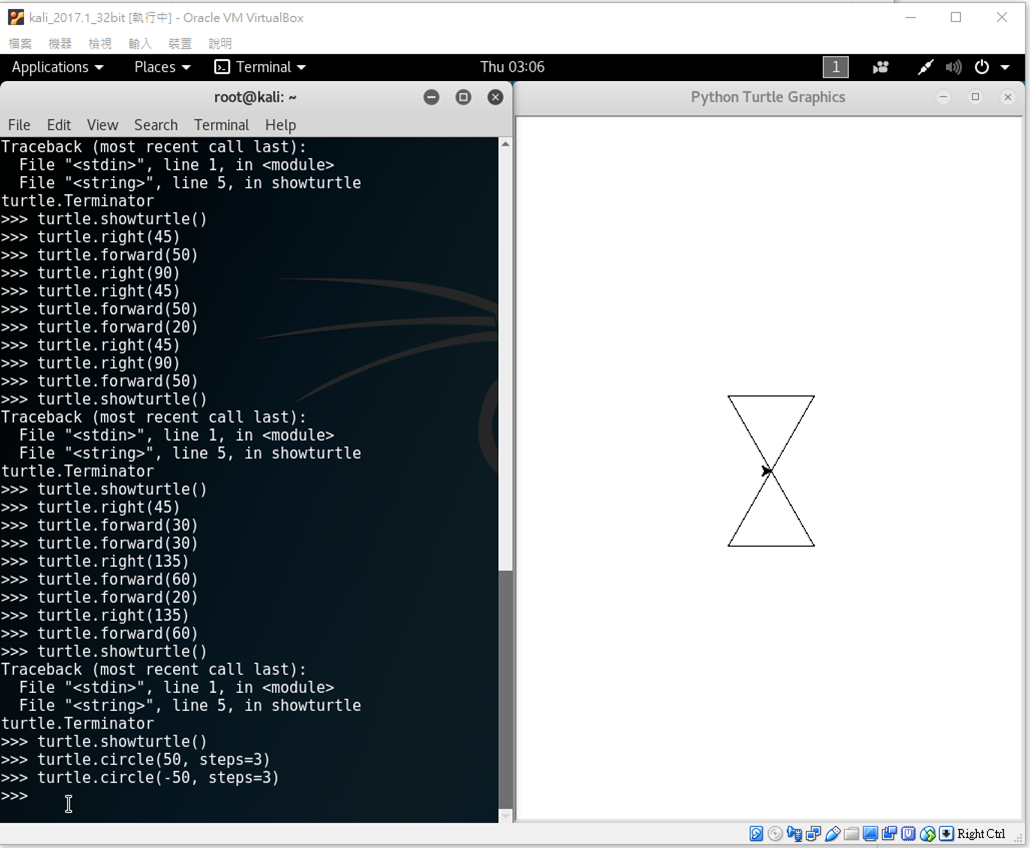 kali_2017.1_32bit [執行中] - Oracle VM VirtualBox
檔案 機器 檢視 輸入 裝置 說明
Applications Places Terminal Thu 03:06 1
root@kali: ~
File Edit View Search Terminal Help
Traceback (most recent call last):
  File "<stdin>", line 1, in <module>
  File "<string>", line 5, in showturtle
turtle.Terminator
>>> turtle.showturtle()
>>> turtle.right(45)
>>> turtle.forward(50)
>>> turtle.right(90)
>>> turtle.right(45)
>>> turtle.forward(50)
>>> turtle.forward(20)
>>> turtle.right(45)
>>> turtle.right(90)
>>> turtle.forward(50)
>>> turtle.showturtle()
Traceback (most recent call last):
  File "<stdin>", line 1, in <module>
  File "<string>", line 5, in showturtle
turtle.Terminator
>>> turtle.showturtle()
>>> turtle.right(45)
>>> turtle.forward(30)
>>> turtle.forward(30)
>>> turtle.right(135)
>>> turtle.forward(60)
>>> turtle.forward(20)
>>> turtle.right(135)
>>> turtle.forward(60)
>>> turtle.showturtle()
Traceback (most recent call last):
  File "<stdin>", line 1, in <module>
  File "<string>", line 5, in showturtle
turtle.Terminator
>>> turtle.showturtle()
>>> turtle.circle(50, steps=3)
>>> turtle.circle(-50, steps=3)
>>>
Python Turtle Graphics
Right Ctrl